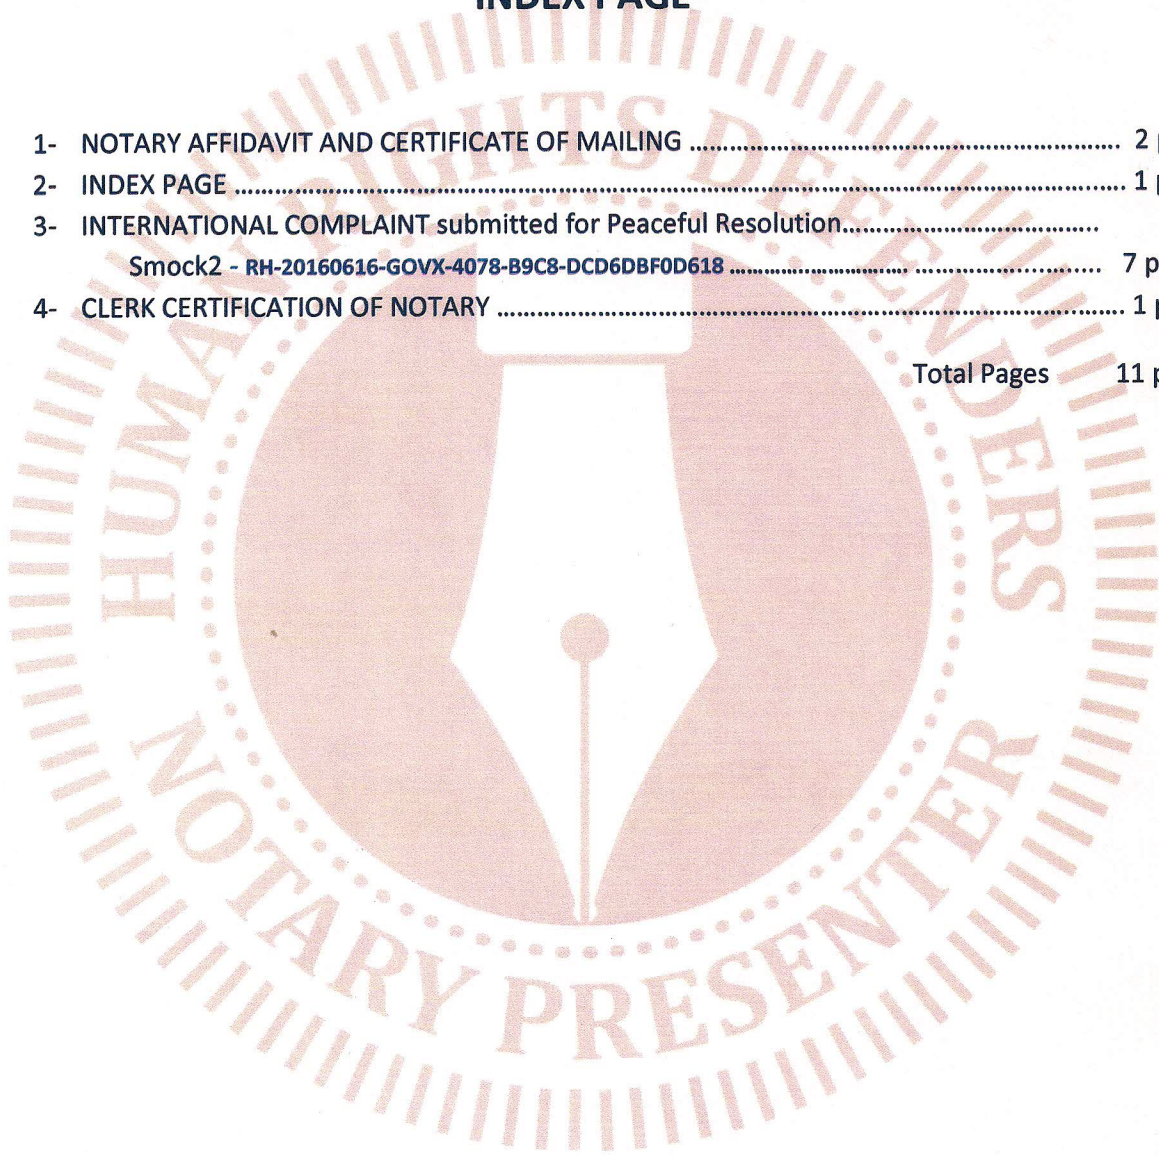 INDEX PAGE
1- NOTARY AFFIDAVIT AND CERTIFICATE OF MAILING ........................................................ 2 p
2- INDEX PAGE ........................................................................................................ 1 p
3- INTERNATIONAL COMPLAINT submitted for Peaceful Resolution.................................
Smock2 - RH-20160616-GOVX-4078-B9C8-DCD6DBF0D618 ........................... ........................... 7 p
4- CLERK CERTIFICATION OF NOTARY ........................................................................ 1 p
Total Pages 11 p
HUMAN RIGHTS DEFENDERS
NOTARY PRESENTER